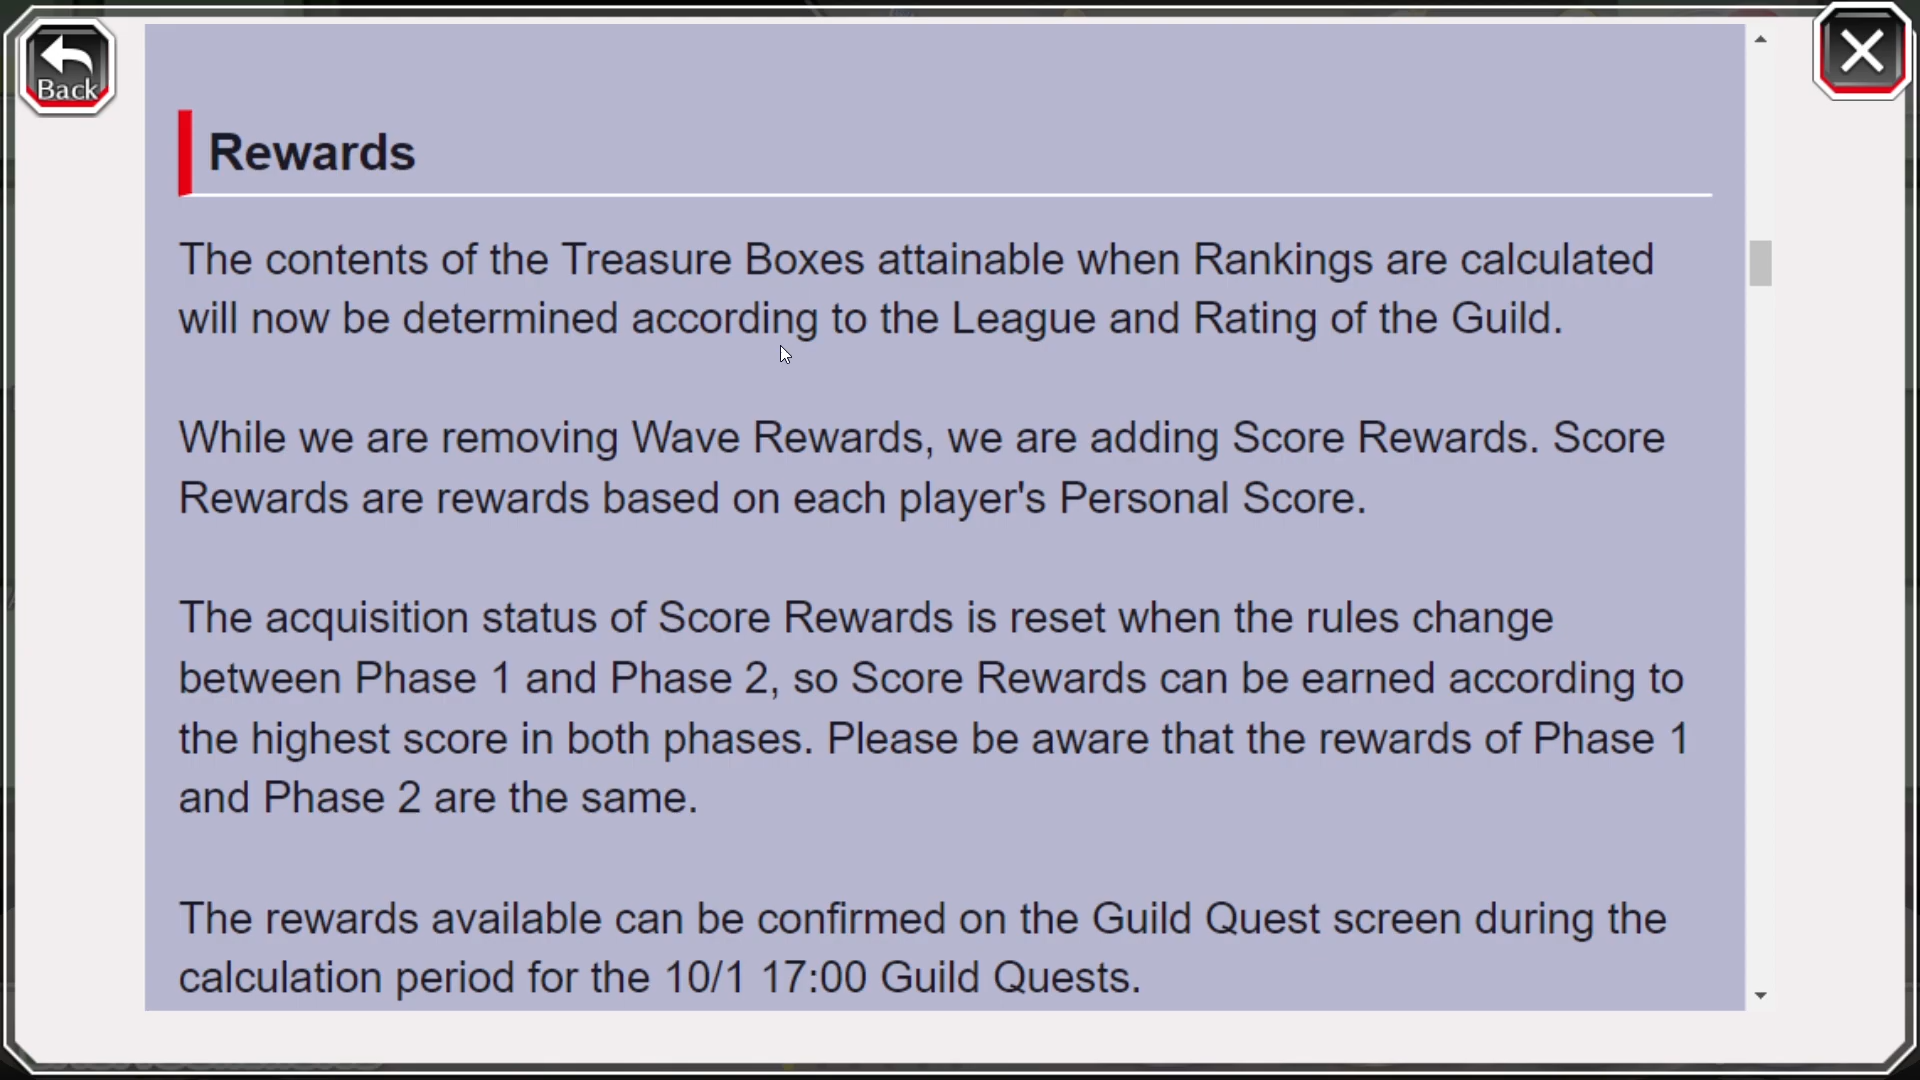 Back
Rewards
The contents of the Treasure Boxes attainable when Rankings are calculated
will now be determined according to the League and Rating of the Guild.
While we are removing Wave Rewards, we are adding Score Rewards. Score
Rewards are rewards based on each player's Personal Score.
The acquisition status of Score Rewards is reset when the rules change
between Phase 1 and Phase 2, so Score Rewards can be earned according to
the highest score in both phases. Please be aware that the rewards of Phase 1
and Phase 2 are the same.
The rewards available can be confirmed on the Guild Quest screen during the
calculation period for the 10/1 17:00 Guild Quests.